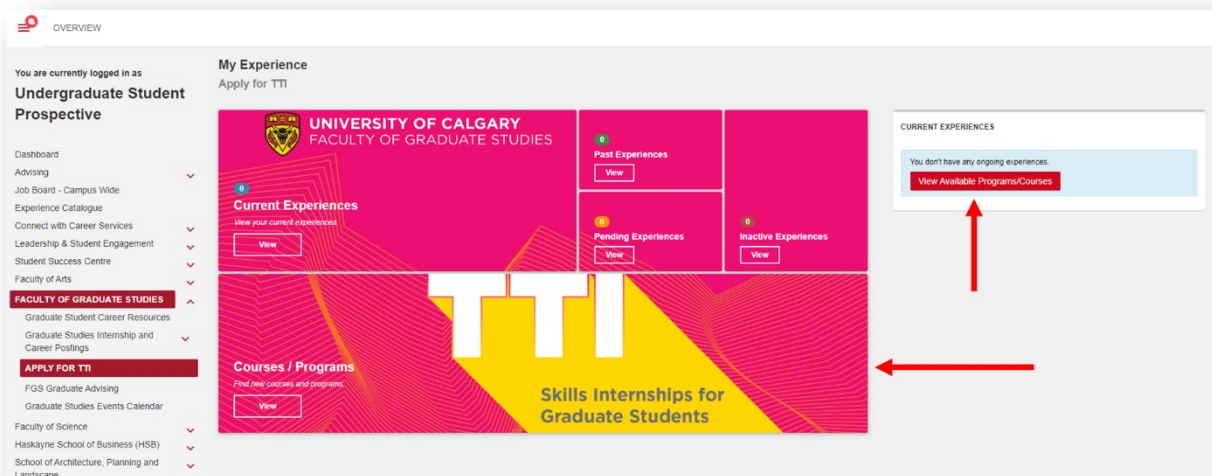 OVERVIEW
You are currently logged in as
Undergraduate Student
Prospective
Dashboard
Advising
Job Board - Campus Wide
Experience Catalogue
Connect with Career Services
Leadership & Student Engagement
Student Success Centre
Faculty of Arts
FACULTY OF GRADUATE STUDIES
Graduate Student Career Resources
Graduate Studies Internship and
Career Postings
APPLY FOR TTI
FGS Graduate Advising
Graduate Studies Events Calendar
Faculty of Science
Haskayne School of Business (HSB)
School of Architecture, Planning and
Landscape
My Experience
Apply for TTI
UNIVERSITY OF CALGARY
FACULTY OF GRADUATE STUDIES
0
Current Experiences
View your current experiences.
View
0
Past Experiences
View
0
Pending Experiences
View
0
Inactive Experiences
View
TTI
Courses / Programs
Find new courses and programs.
View
Skills Internships for
Graduate Students
CURRENT EXPERIENCES
You don't have any ongoing experiences.
View Available Programs/Courses